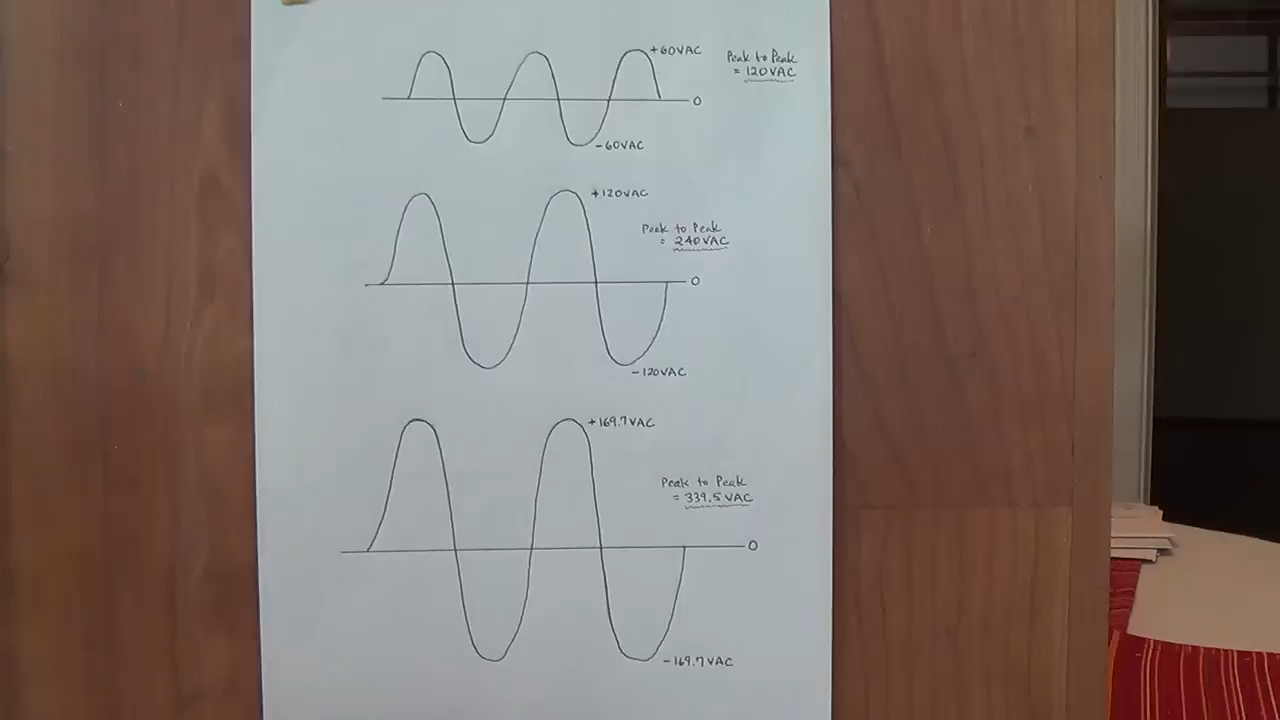 +60VAC
Peak to Peak
= 120VAC
0
-60VAC
+120VAC
Peak to Peak
= 240VAC
0
-120VAC
+169.7VAC
Peak to Peak
= 339.5VAC
0
-169.7VAC